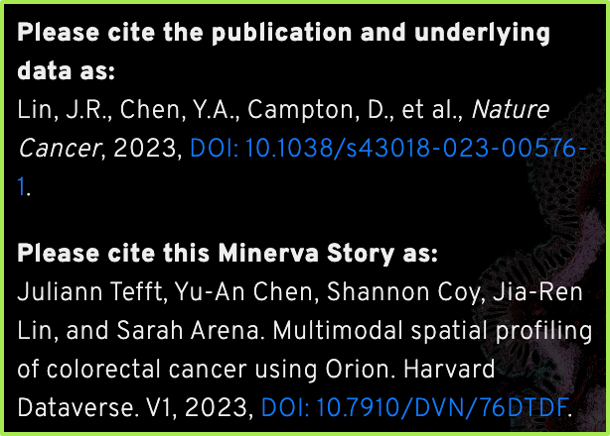 Please cite the publication and underlying
data as:
Lin, J.R., Chen, Y.A., Campton, D., et al., Nature
Cancer, 2023, DOI: 10.1038/s43018-023-00576-
1.
Please cite this Minerva Story as:
Juliann Tefft, Yu-An Chen, Shannon Coy, Jia-Ren
Lin, and Sarah Arena. Multimodal spatial profiling
of colorectal cancer using Orion. Harvard
Dataverse. V1, 2023, DOI: 10.7910/DVN/76DTDF.